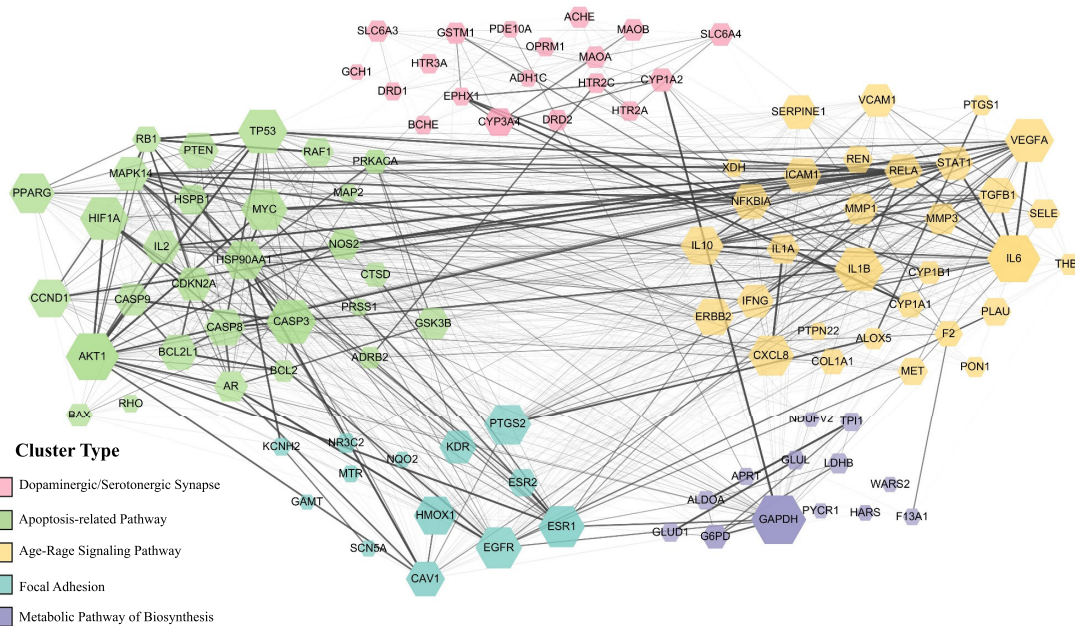 SLC6A3
GSTM1
PDE10A
ACHE
MAOB
SLC6A4
OPRM1
MAOA
HTR3A
GCH1
ADH1C
HTR2C
CYP1A2
DRD1
EPHX1
HTR2A
BCHE
CYP3A4
DRD2
RB1
TP53
PTEN
RAF1
PRKACA
MAPK14
PPARG
HSPB1
MAP2
HIF1A
MYC
IL2
NOS2
HSP90AA1
CTSD
CDKN2A
CCND1
CASP9
PRSS1
CASP8
CASP3
GSK3B
AKT1
BCL2L1
ADRB2
BCL2
AR
RHO
BAX
SERPINE1
VCAM1
PTGS1
VEGFA
XDH
REN
STAT1
ICAM1
RELA
TGFB1
NFKBIA
MMP1
MMP3
SELE
IL10
IL1A
IL6
THE
IL1B
CYP1B1
IFNG
CYP1A1
ERBB2
PLAU
PTPN22
ALOX5
F2
CXCL8
COL1A1
MET
PON1
PTGS2
KCNH2
NR3C2
KDR
NQO2
MTR
ESR2
GAMT
HMOX1
ESR1
SCN5A
EGFR
CAV1
NDUFV2
TPI1
GLUL
LDHB
APRT
WARS2
ALDOA
PYCR1
HARS
F13A1
GAPDH
GLUD1
G6PD
Cluster Type
Dopaminergic/Serotonergic Synapse
Apoptosis-related Pathway
Age-Rage Signaling Pathway
Focal Adhesion
Metabolic Pathway of Biosynthesis